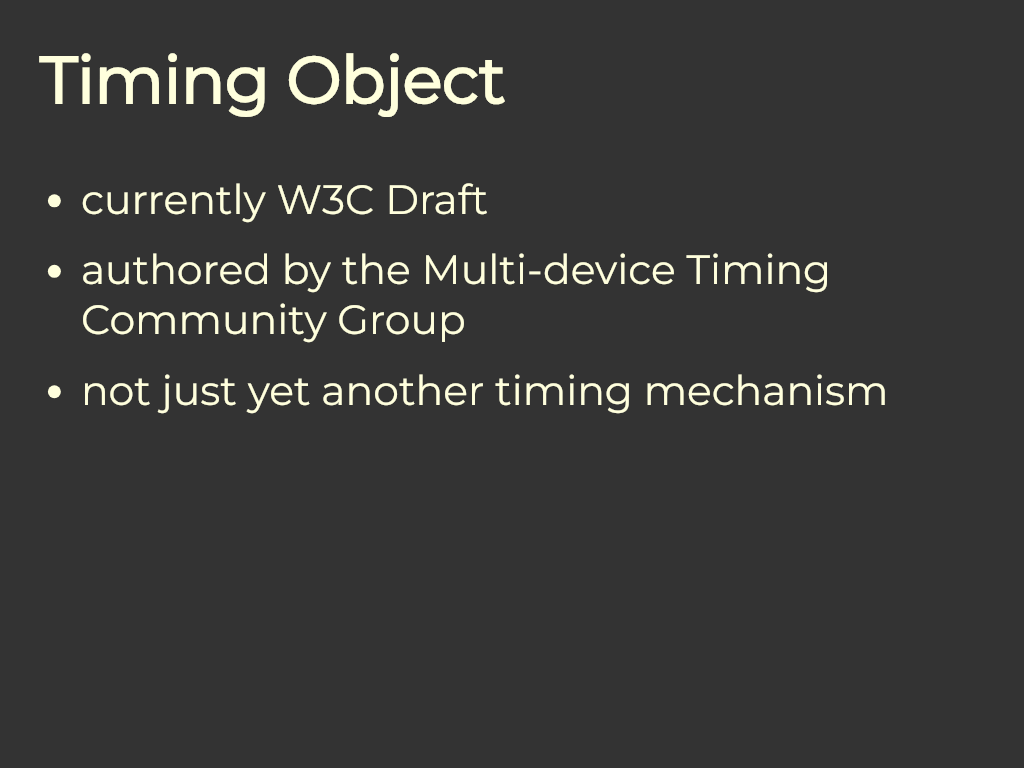 Timing Object
• currently W3C Draft
• authored by the Multi-device Timing
Community Group
• not just yet another timing mechanism